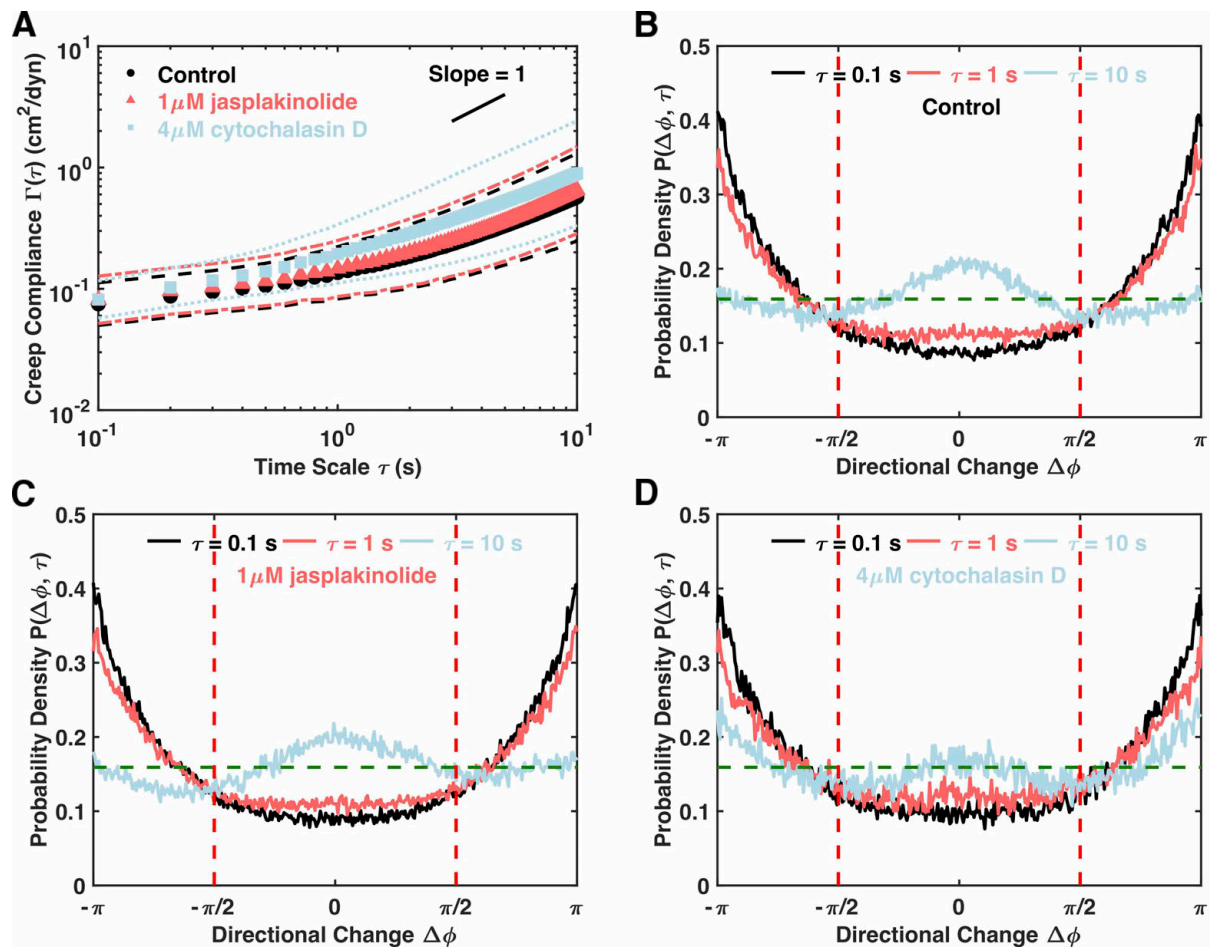 A
Creep Compliance Γ(τ) (cm²/dyn)
10¹
10⁰
10⁻¹
10⁻²
Control
1μM jasplakinolide
4μM cytochalasin D
Slope = 1
10⁻¹
10⁰
10¹
Time Scale τ (s)
B
Probability Density P(Δϕ, τ)
0.5
0.4
0.3
0.2
0.1
0
τ = 0.1 s
τ = 1 s
τ = 10 s
Control
-π
-π/2
0
π/2
π
Directional Change Δϕ
C
Probability Density P(Δϕ, τ)
0.5
0.4
0.3
0.2
0.1
0
τ = 0.1 s
τ = 1 s
τ = 10 s
1μM jasplakinolide
-π
-π/2
0
π/2
π
Directional Change Δϕ
D
Probability Density P(Δϕ, τ)
0.5
0.4
0.3
0.2
0.1
0
τ = 0.1 s
τ = 1 s
τ = 10 s
4μM cytochalasin D
-π
-π/2
0
π/2
π
Directional Change Δϕ